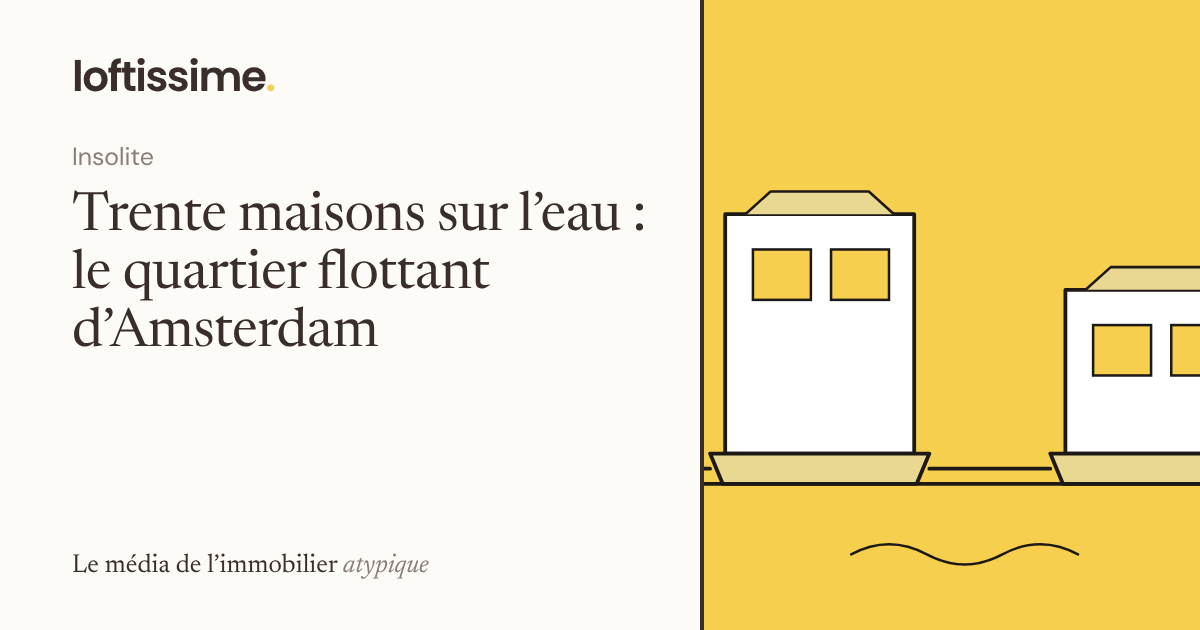 loftissime.
Insolite
Trente maisons sur l’eau :
le quartier flottant
d’Amsterdam
Le média de l’immobilier atypique